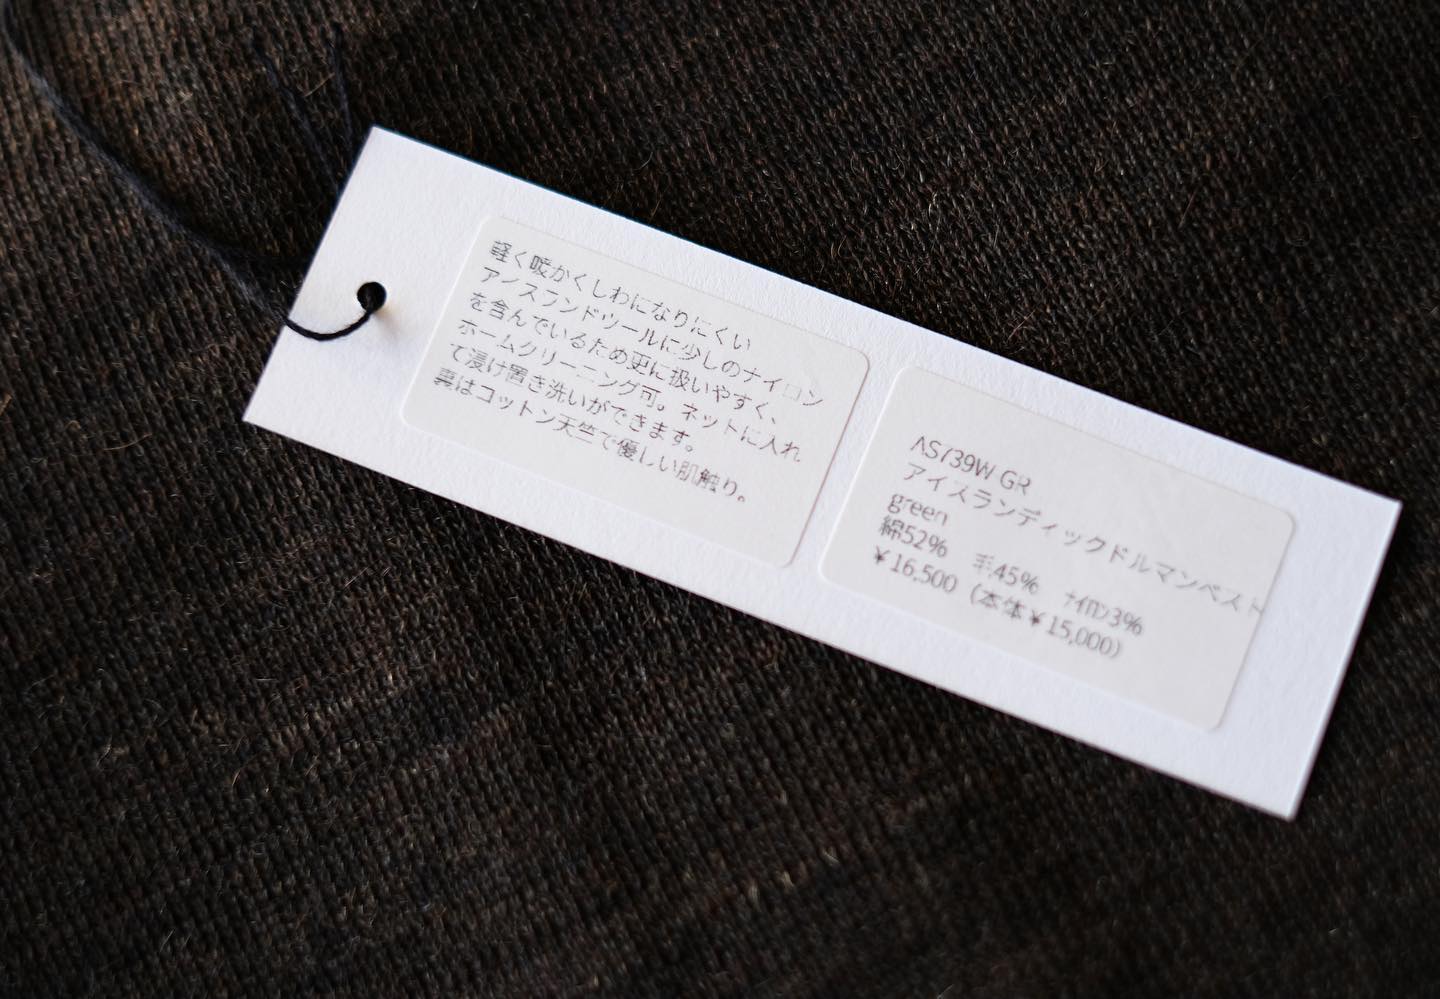 軽く暖かくしわになりにくい
アイスランドツールに少しのナイロン
を含んでいるため更に扱いやすく、
ホームクリーニング可。ネットに入れ
て浸け置き洗いができます。
裏はコットン天竺で優しい肌触り。
AS739W GR
アイスランディックドルマンベスト
green
綿52% 毛45% ナイロン3%
¥16,500（本体¥15,000）